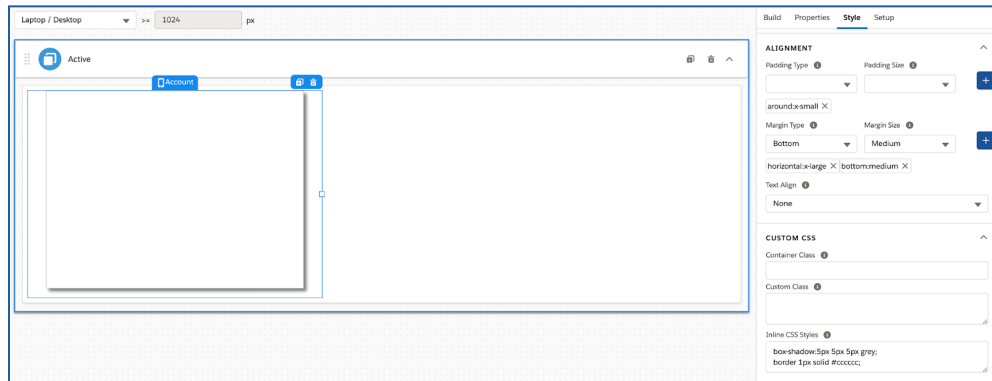 Laptop / Desktop >= 1024 px
Build Properties Style Setup
Active
Account
ALIGNMENT
Padding Type Padding Size
around:x-small
Margin Type Margin Size
Bottom Medium
horizontal:x-large bottom:medium
Text Align
None
CUSTOM CSS
Container Class
Custom Class
Inline CSS Styles
box-shadow:5px 5px 5px grey;
border 1px solid #cccccc;